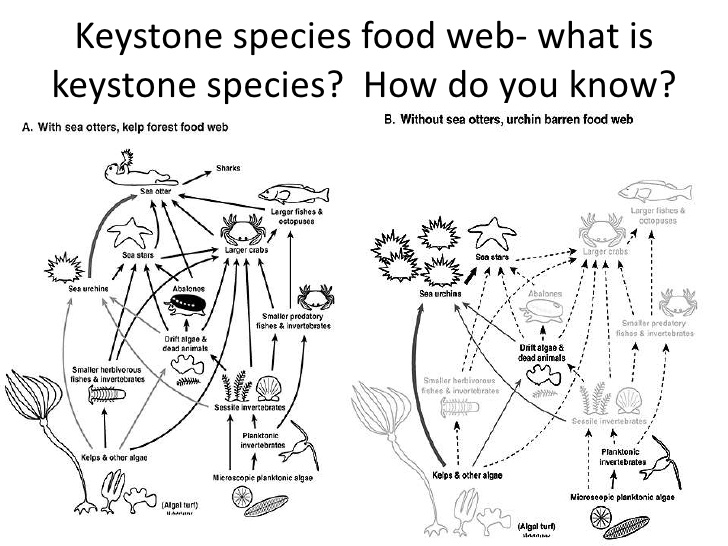 Keystone species food web- what is
keystone species?  How do you know?
A. With sea otters, kelp forest food web
Sharks
Sea otter
Larger fishes &
octopuses
Larger crabs
Sea stars
Sea urchins
Abalones
Smaller predatory
fishes & invertebrates
Drift algae &
dead animals
Smaller herbivorous
fishes & invertebrates
Sessile invertebrates
Planktonic
invertebrates
Kelps & other algae
Microscopic planktonic algae
(Algal turf)
B. Without sea otters, urchin barren food web
Larger fishes &
octopuses
Sea stars
Larger crabs
Sea urchins
Abalones
Smaller predatory
fishes & invertebrates
Drift algae &
dead animals
Smaller herbivorous
fishes & invertebrates
Sessile invertebrates
Planktonic
invertebrates
Kelps & other algae
Microscopic planktonic algae
(Algal turf)